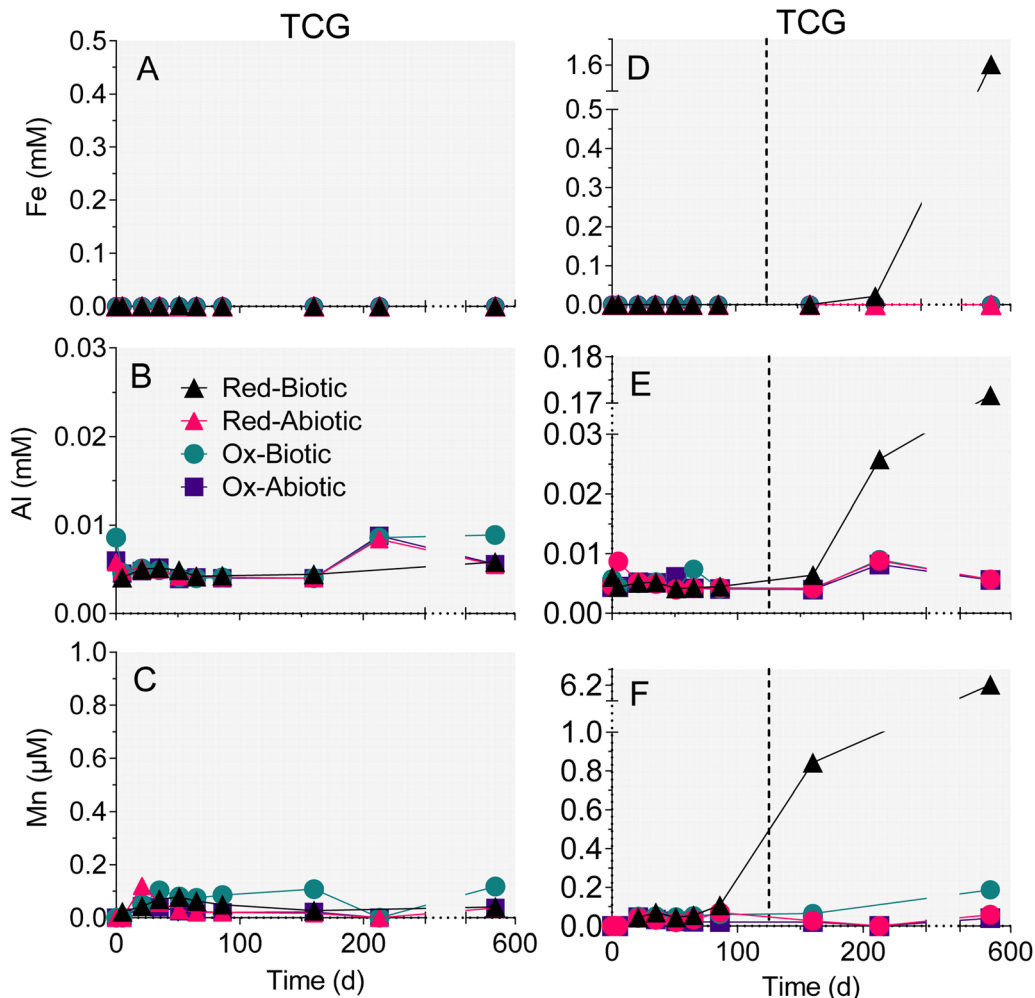 TCG
TCG
A
0.5
0.4
0.3
0.2
0.1
0.0
Fe (mM)
D
1.6
0.5
0.4
0.3
0.2
0.1
0.0
B
0.03
0.02
0.01
0.00
Al (mM)
Red-Biotic
Red-Abiotic
Ox-Biotic
Ox-Abiotic
E
0.18
0.17
0.03
0.02
0.01
0.00
C
1.0
0.8
0.6
0.4
0.2
0.0
Mn (µM)
0
100
200
600
Time (d)
F
6.2
1.0
0.8
0.6
0.4
0.2
0.0
0
100
200
600
Time (d)